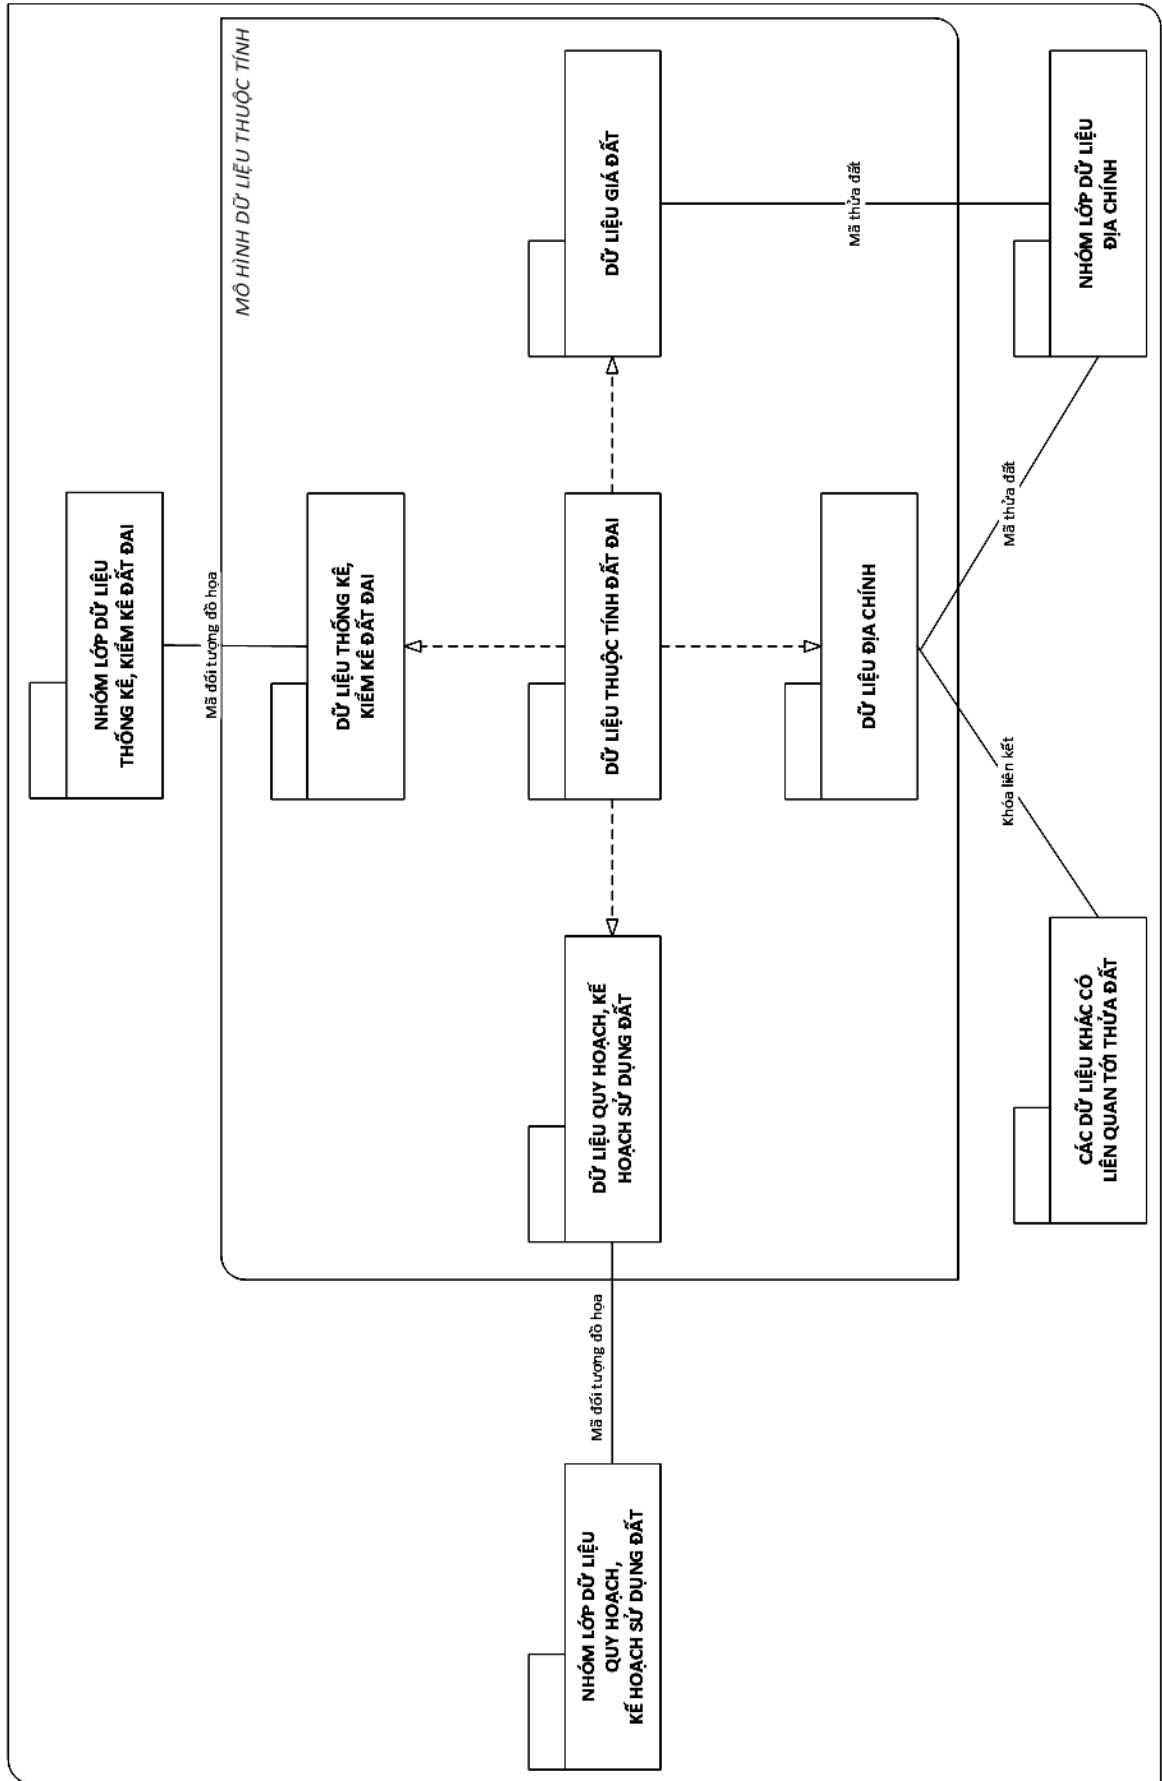 NHÓM LỚP DỮ LIỆU
THỐNG KÊ, KIỂM KÊ ĐẤT ĐAI
Mã đối tượng đồ họa
MÔ HÌNH DỮ LIỆU THUỘC TÍNH
DỮ LIỆU THỐNG KÊ,
KIỂM KÊ ĐẤT ĐAI
NHÓM LỚP DỮ LIỆU
QUY HOẠCH,
KẾ HOẠCH SỬ DỤNG ĐẤT
Mã đối tượng đồ họa
DỮ LIỆU QUY HOẠCH, KẾ
HOẠCH SỬ DỤNG ĐẤT
DỮ LIỆU THUỘC TÍNH ĐẤT ĐAI
DỮ LIỆU GIÁ ĐẤT
DỮ LIỆU ĐỊA CHÍNH
Mã thửa đất
Khóa liên kết
Mã thửa đất
CÁC DỮ LIỆU KHÁC CÓ
LIÊN QUAN TỚI THỬA ĐẤT
NHÓM LỚP DỮ LIỆU
ĐỊA CHÍNH